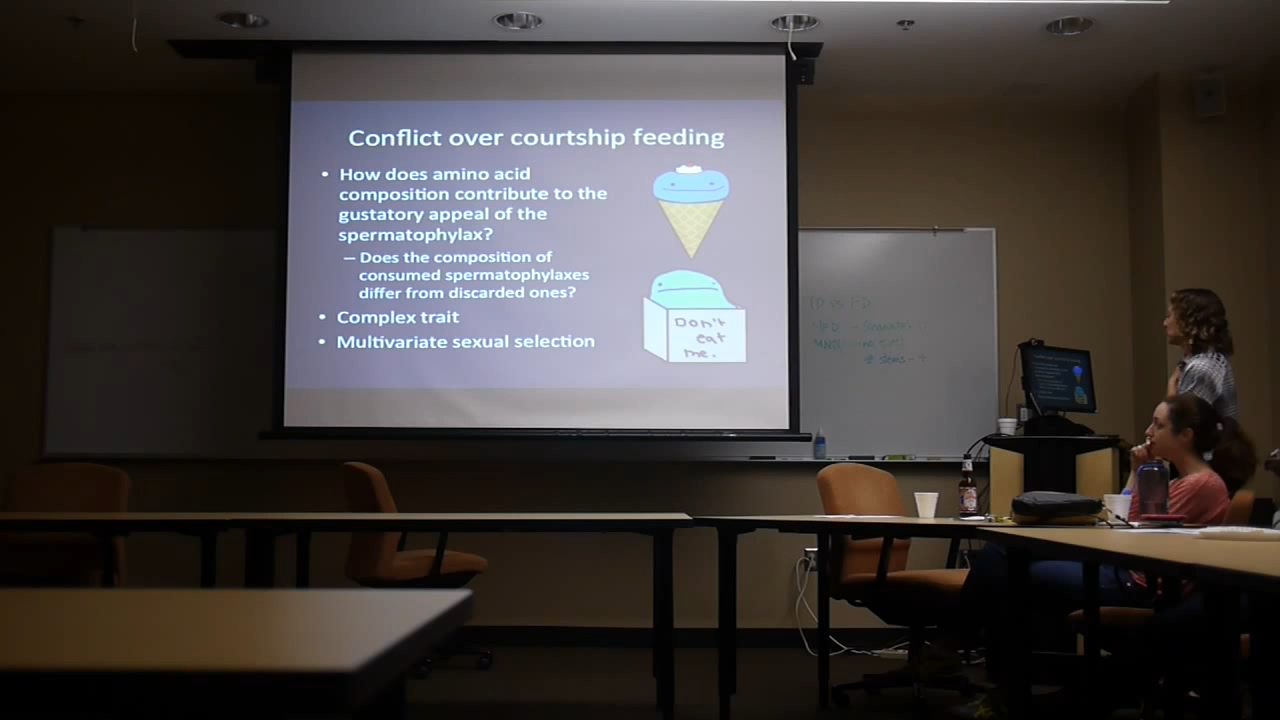 Conflict over courtship feeding
• How does amino acid
composition contribute to the
gustatory appeal of the
spermatophylax?
– Does the composition of
consumed spermatophylaxes
differ from discarded ones?
• Complex trait
• Multivariate sexual selection
Don't
eat
me.